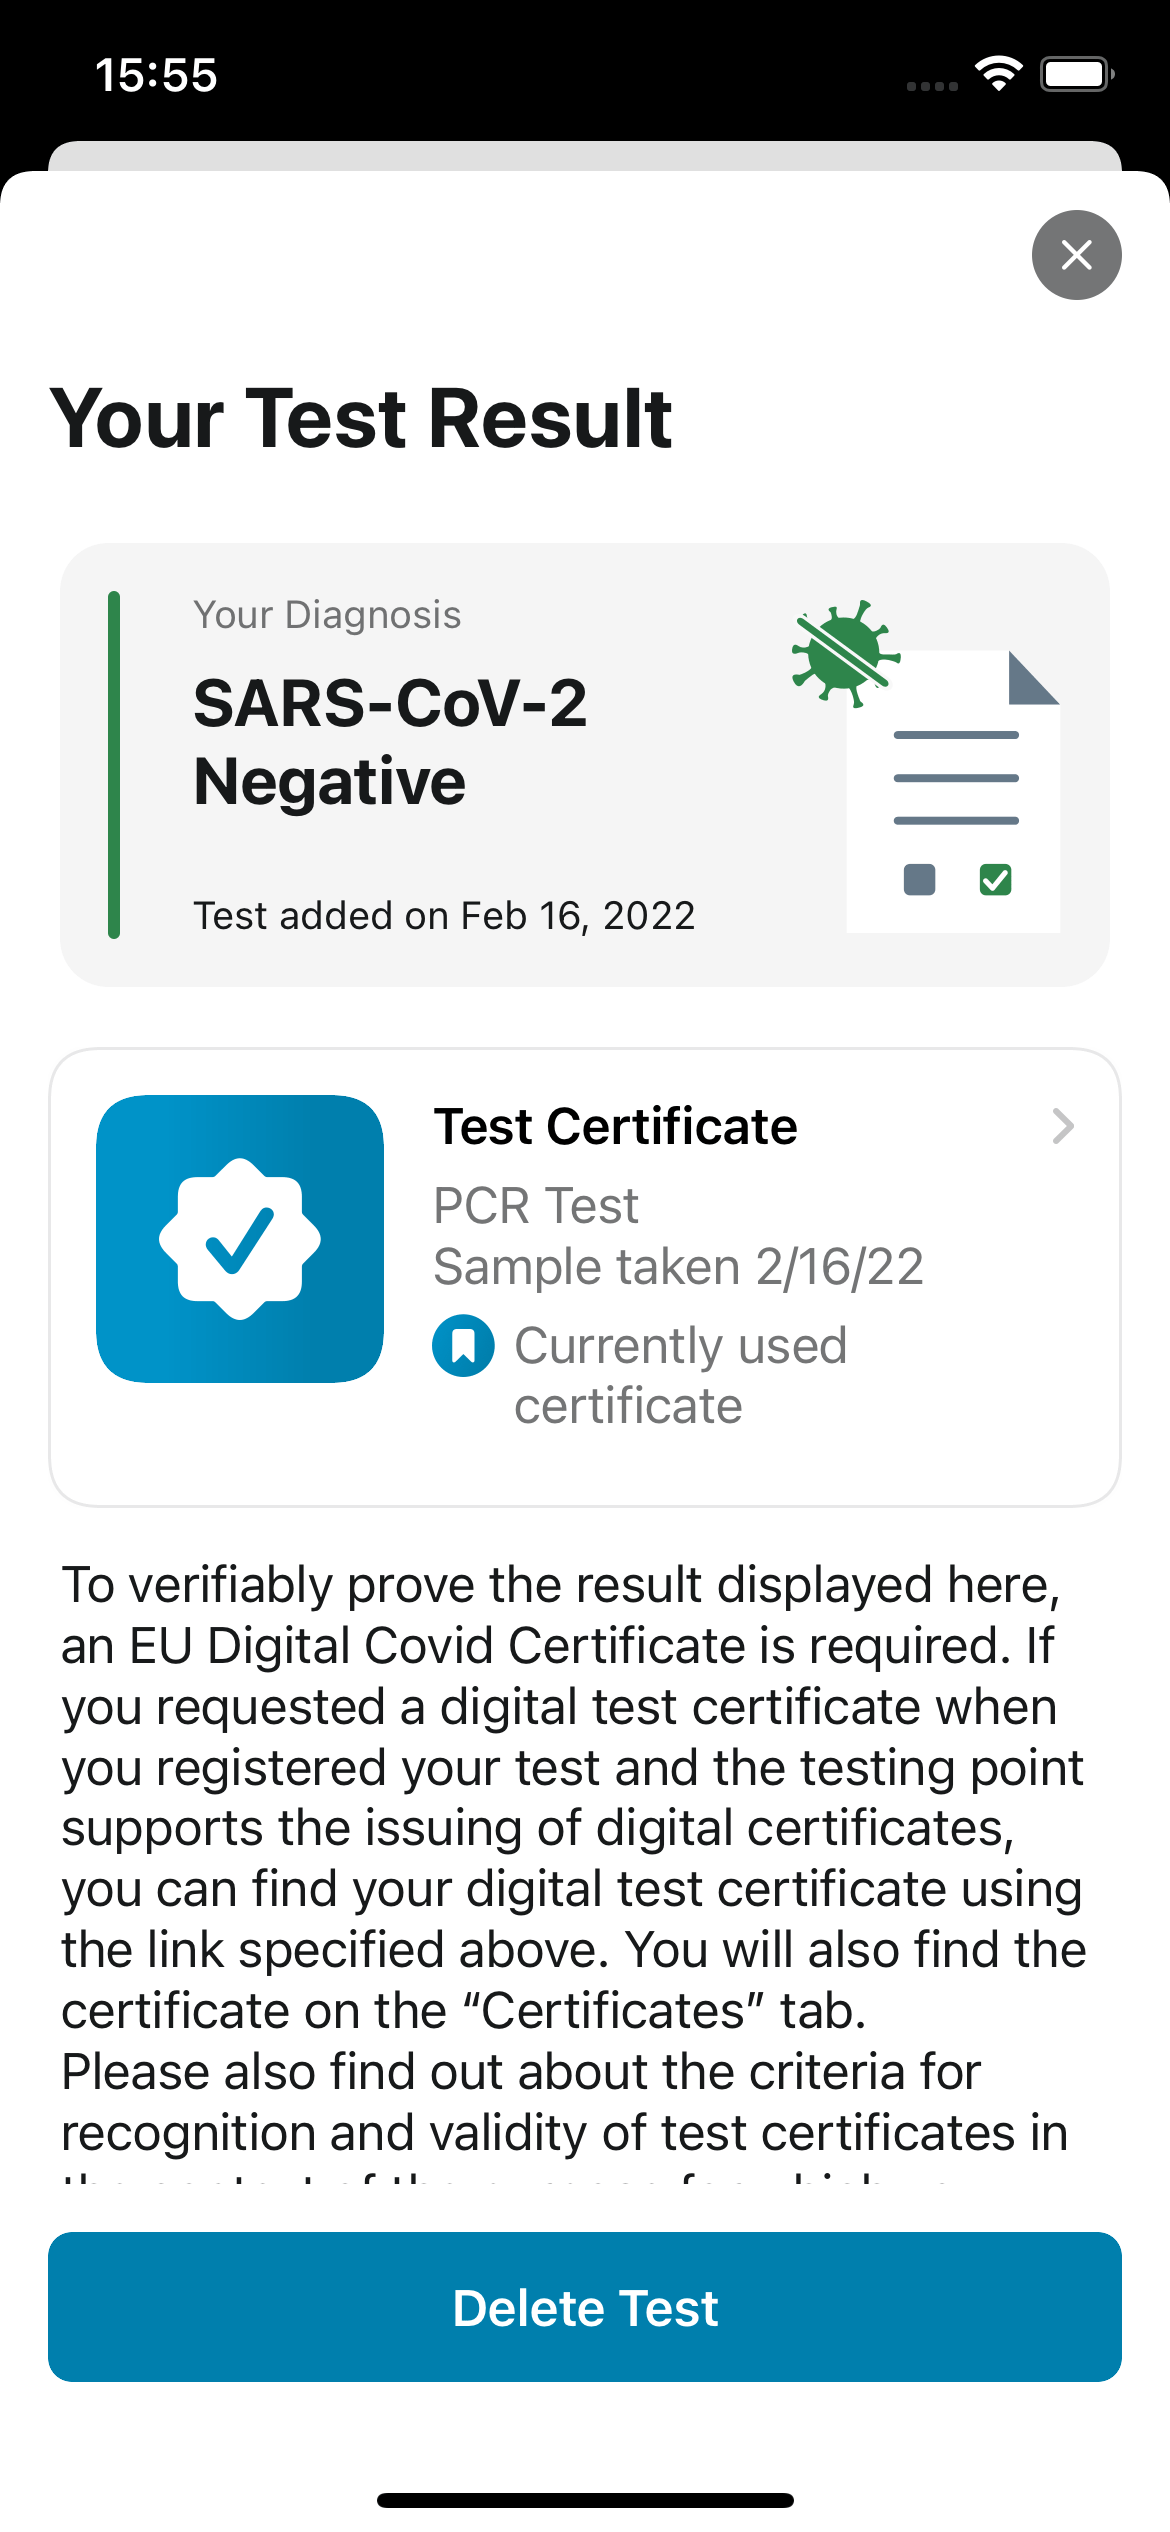 15:55
Your Test Result
Your Diagnosis
SARS-CoV-2
Negative
Test added on Feb 16, 2022
Test Certificate
PCR Test
Sample taken 2/16/22
Currently used
certificate
To verifiably prove the result displayed here,
an EU Digital Covid Certificate is required. If
you requested a digital test certificate when
you registered your test and the testing point
supports the issuing of digital certificates,
you can find your digital test certificate using
the link specified above. You will also find the
certificate on the “Certificates” tab.
Please also find out about the criteria for
recognition and validity of test certificates in
Delete Test